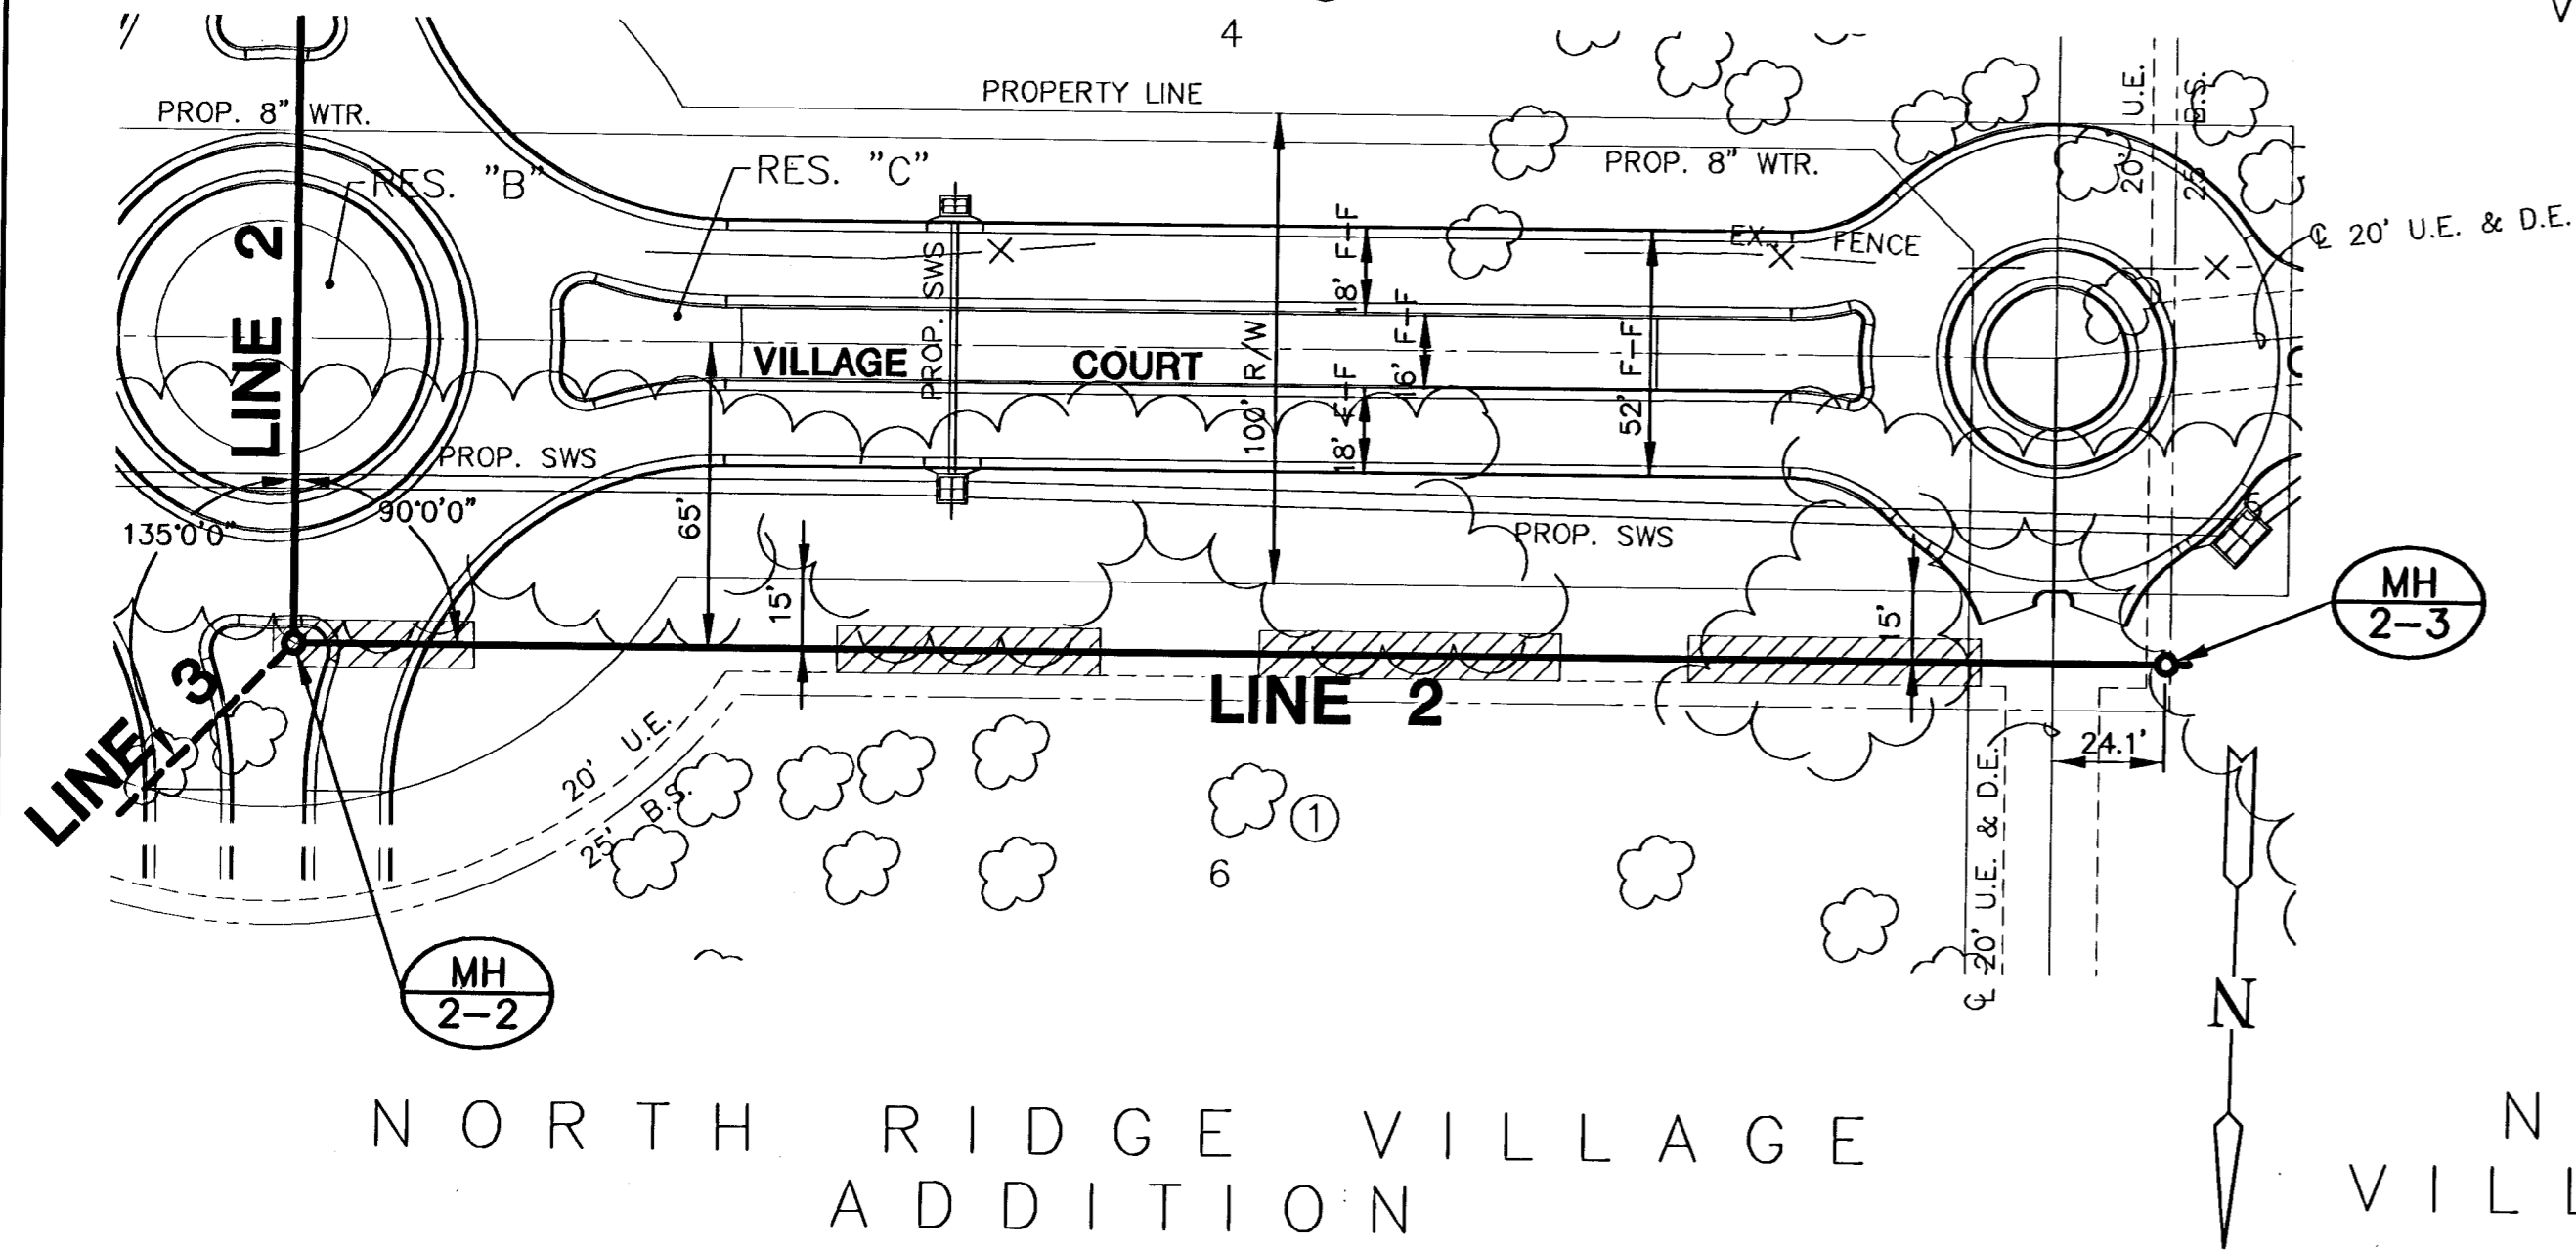 4
PROPERTY LINE
PROP. 8" WTR.
RES. "B"
RES. "C"
PROP. 8" WTR.
20' U.E.
25' B.S.
℄ 20' U.E. & D.E.
EX. FENCE
LINE 2
PROP. SWS
18' F-F
16' F-F
18' F-F
52' F-F
100' R/W
VILLAGE COURT
PROP. SWS
135°0'0"
90°0'0"
65'
15'
PROP. SWS
15'
MH
2-3
LINE 3
LINE 2
20' U.E.
25' B.S.
24.1'
℄ 20' U.E. & D.E.
1
6
MH
2-2
N
NORTH RIDGE VILLAGE
ADDITION
N
VILL